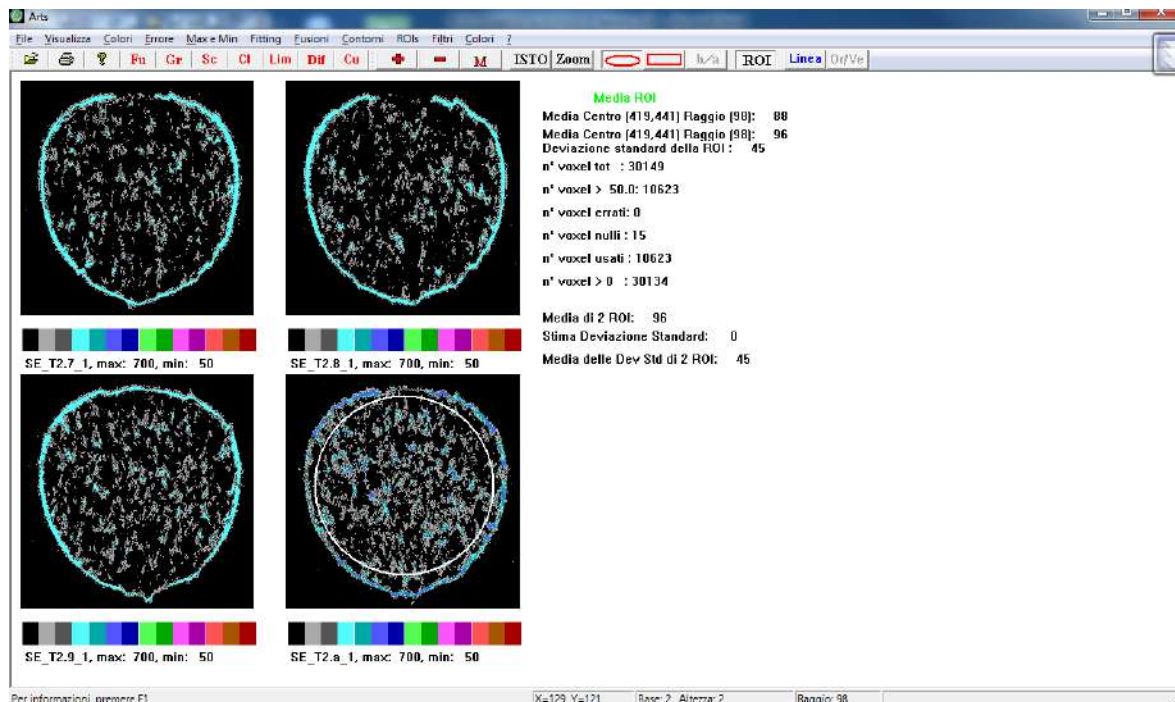 Arts
File Visualizza Colori Errore Max e Min Fitting Fusioni Contorni ROIs Filtri Colori ?
Fu Gr Sc Cl Lim Dif Cu M ISTO Zoom b/a ROI Linea Or/Ve
Media ROI
Media Centro (419,441) Raggio (98): 88
Media Centro (419,441) Raggio (98): 96
Deviazione standard della ROI : 45
n° voxel tot : 30149
n° voxel > 50.0: 10623
n° voxel errati: 0
n° voxel nulli : 15
n° voxel usati : 10623
n° voxel > 0 : 30134
Media di 2 ROI: 96
Stima Deviazione Standard: 0
Media delle Dev Std di 2 ROI: 45
SE_T2.7_1, max: 700, min: 50
SE_T2.8_1, max: 700, min: 50
SE_T2.9_1, max: 700, min: 50
SE_T2.a_1, max: 700, min: 50
Per informazioni, premere F1
X=129 Y=121 Base: 2 Altezza: 2 Raggio: 98